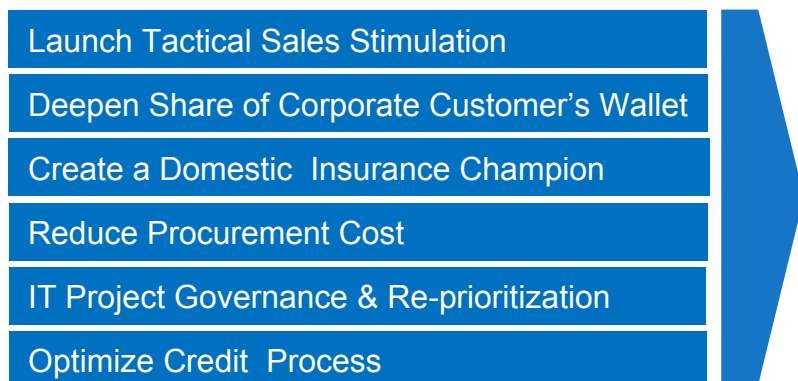 Launch Tactical Sales Stimulation
Deepen Share of Corporate Customer’s Wallet
Create a Domestic  Insurance Champion
Reduce Procurement Cost
IT Project Governance & Re-prioritization
Optimize Credit  Process